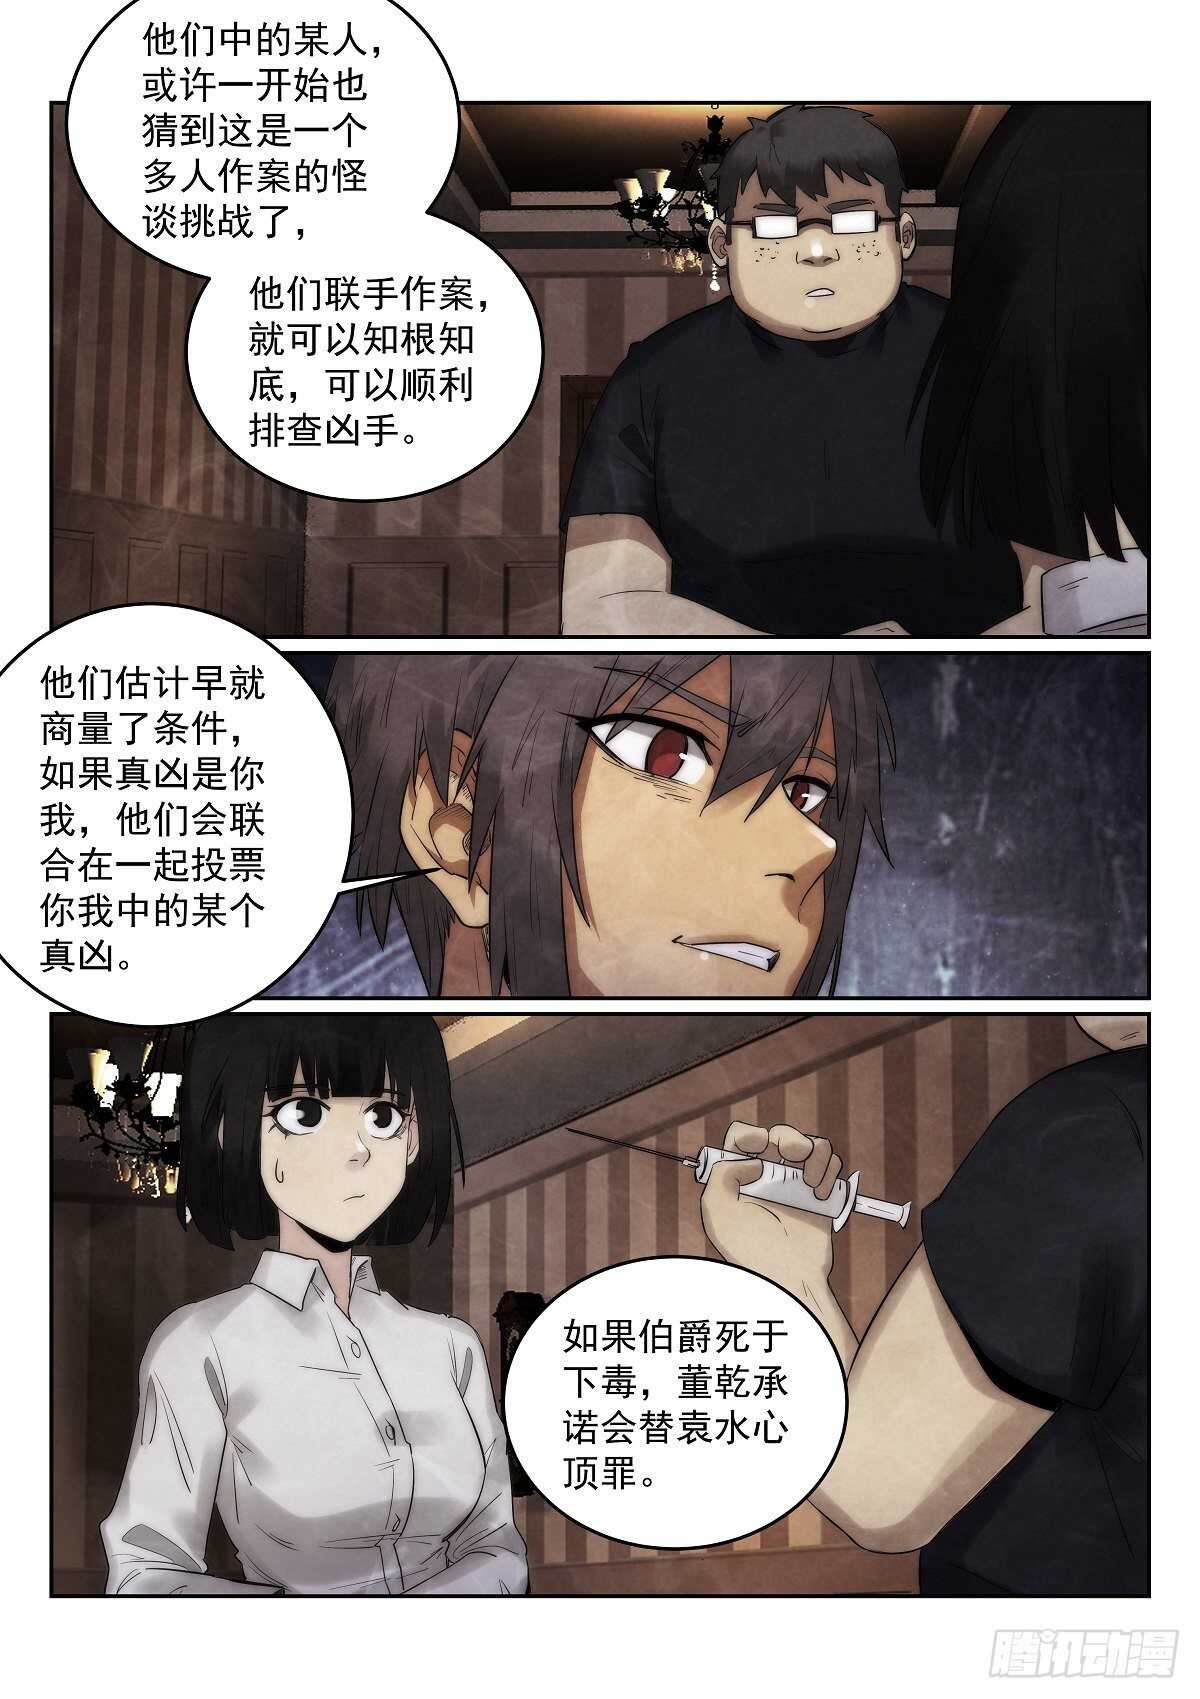 他们中的某人，
或许一开始也
猜到这是一个
多人作案的怪
谈挑战了，
他们联手作案，
就可以知根知
底，可以顺利
排查凶手。
他们估计早就
商量了条件，
如果真凶是你
我，他们会联
合在一起投票
你我中的某个
真凶。
如果伯爵死于
下毒，董乾承
诺会替袁水心
顶罪。
腾讯动漫